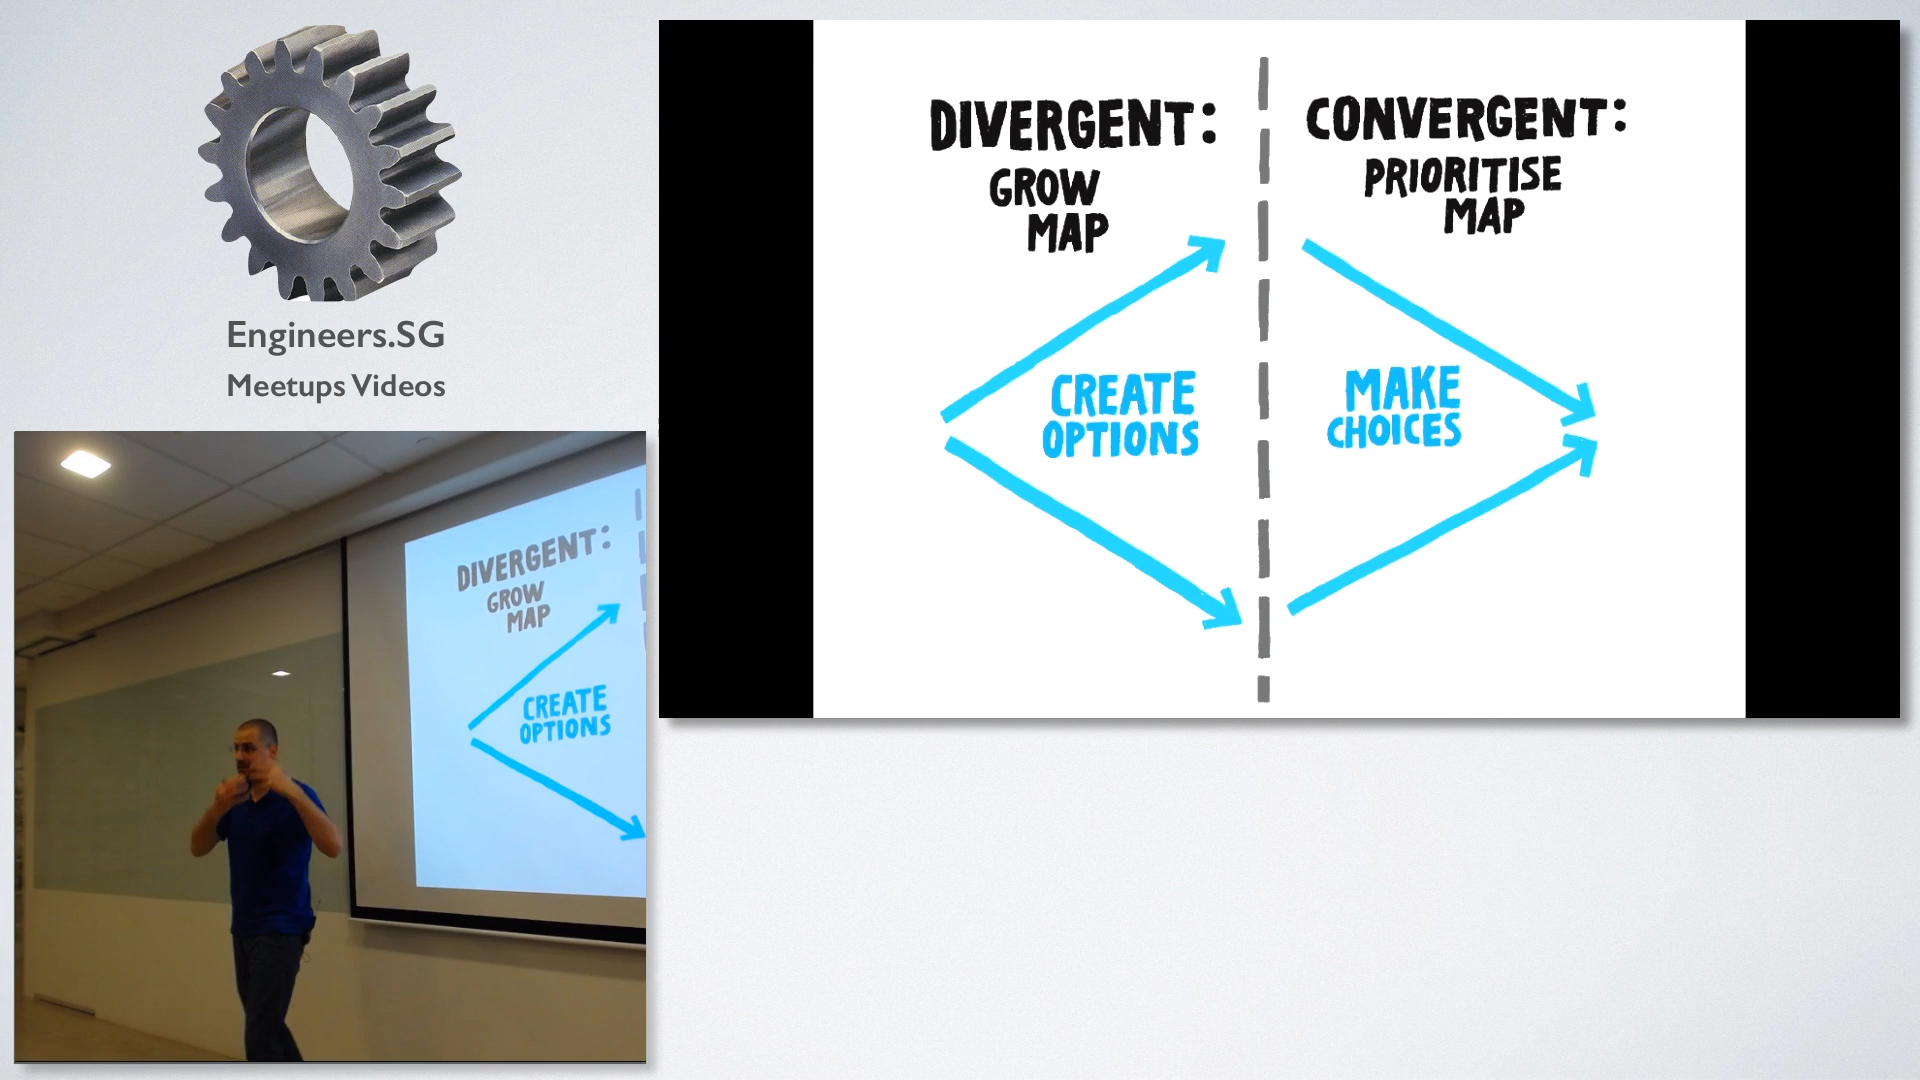 Engineers.SG
Meetups Videos
DIVERGENT:
GROW
MAP
CREATE
OPTIONS
CONVERGENT:
PRIORITISE
MAP
MAKE
CHOICES
DIVERGENT:
GROW
MAP
CREATE
OPTIONS